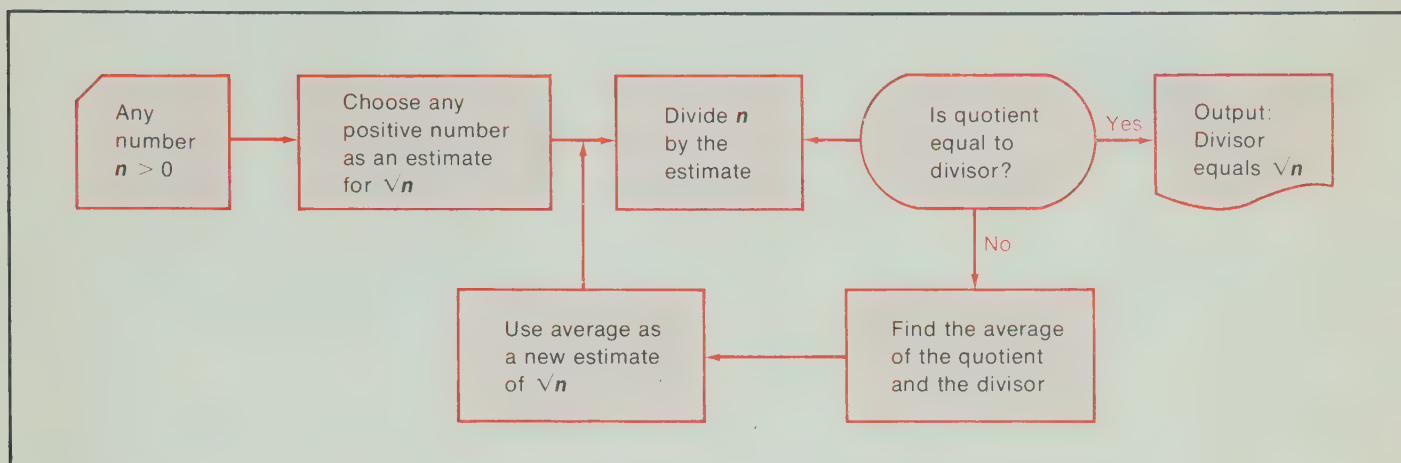 Any
number
n > 0
Choose any
positive number
as an estimate
for √n
Divide n
by the
estimate
Is quotient
equal to
divisor?
Yes
Output:
Divisor
equals √n
No
Find the average
of the quotient
and the divisor
Use average as
a new estimate
of √n